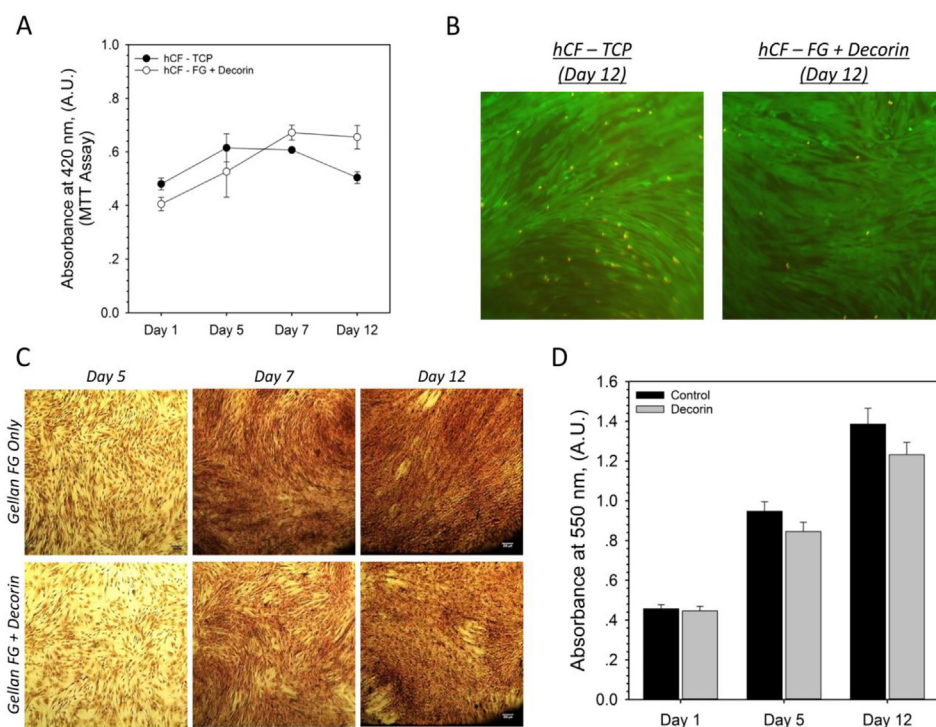 A
Absorbance at 420 nm, (A.U.)
(MTT Assay)
1.0
.8
.6
.4
.2
0.0
hCF - TCP
hCF - FG + Decorin
Day 1
Day 5
Day 7
Day 12
B
hCF – TCP
(Day 12)
hCF – FG + Decorin
(Day 12)
C
Day 5
Day 7
Day 12
Gellan FG Only
Gellan FG + Decorin
D
Absorbance at 550 nm, (A.U.)
1.6
1.4
1.2
1.0
.8
.6
.4
.2
0.0
Control
Decorin
Day 1
Day 5
Day 12